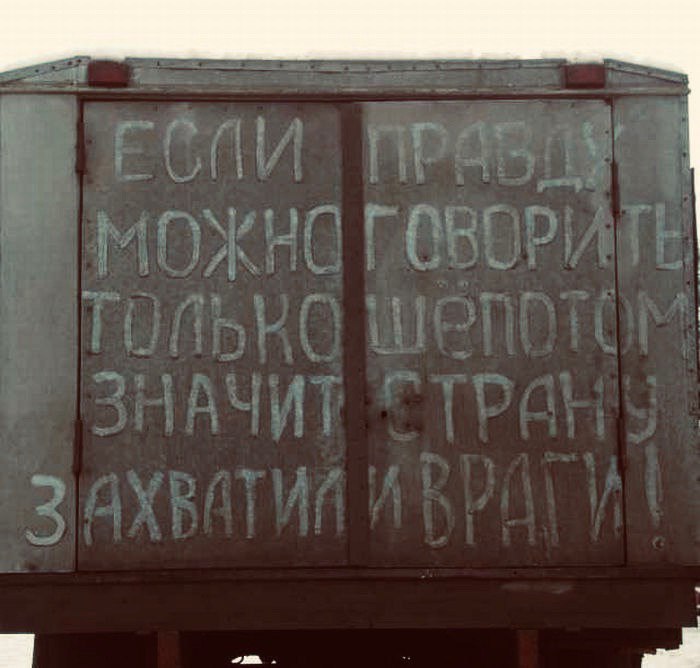 ЕСЛИ ПРАВДУ
МОЖНО ГОВОРИТЬ
ТОЛЬКО ШЁПОТОМ
ЗНАЧИТ СТРАНУ
ЗАХВАТИЛИ ВРАГИ!